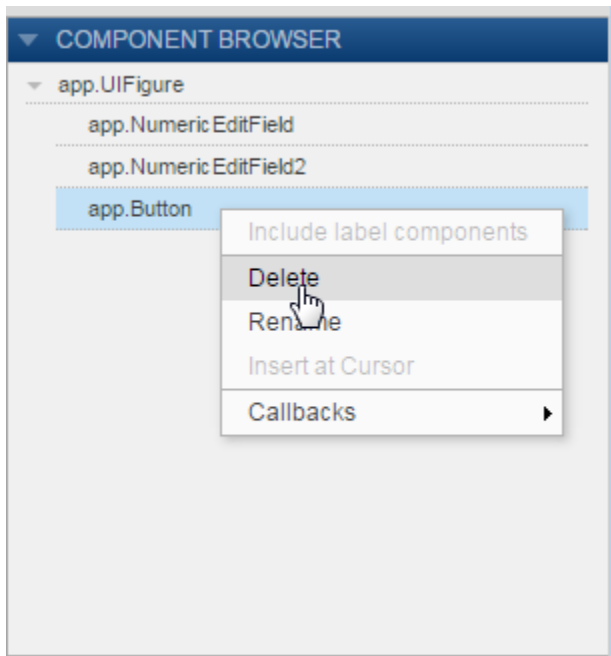 COMPONENT BROWSER
app.UIFigure
app.NumericEditField
app.NumericEditField2
app.Button
Include label components
Delete
Rename
Insert at Cursor
Callbacks